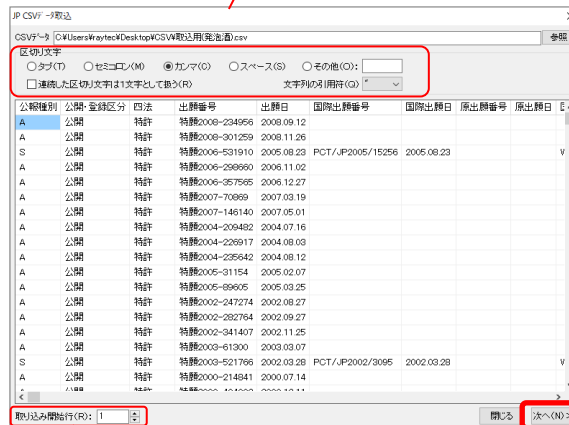 JP CSVデータ取込
CSVデータ C:¥Users¥raytec¥Desktop¥CSV¥取込用(発泡酒).csv 参照
区切り文字
タブ(T) セミコロン(M) カンマ(C) スペース(S) その他(O):
連続した区切り文字は1文字として扱う(R) 文字列の引用符(Q) "
公報種別 公開・登録区分 四法 出願番号 出願日 国際出願番号 国際出願日 原出願番号 原出願日
A 公開 特許 特願2008-234956 2008.09.12
A 公開 特許 特願2008-301259 2008.11.26
S 公開 特許 特願2006-531910 2005.08.23 PCT/JP2005/15256 2005.08.23
A 公開 特許 特願2006-298660 2006.11.02
A 公開 特許 特願2006-357565 2006.12.27
A 公開 特許 特願2007-70869 2007.03.19
A 公開 特許 特願2007-146140 2007.05.01
A 公開 特許 特願2004-209482 2004.07.16
A 公開 特許 特願2004-226917 2004.08.03
A 公開 特許 特願2004-235642 2004.08.12
A 公開 特許 特願2005-31154 2005.02.07
A 公開 特許 特願2005-89605 2005.03.25
A 公開 特許 特願2002-247274 2002.08.27
A 公開 特許 特願2002-282764 2002.09.27
A 公開 特許 特願2002-341407 2002.11.25
A 公開 特許 特願2003-61300 2003.03.07
S 公開 特許 特願2003-521766 2002.03.28 PCT/JP2002/3095 2002.03.28
A 公開 特許 特願2000-214841 2000.07.14
取り込み開始行(R): 1 閉じる 次へ(N)>